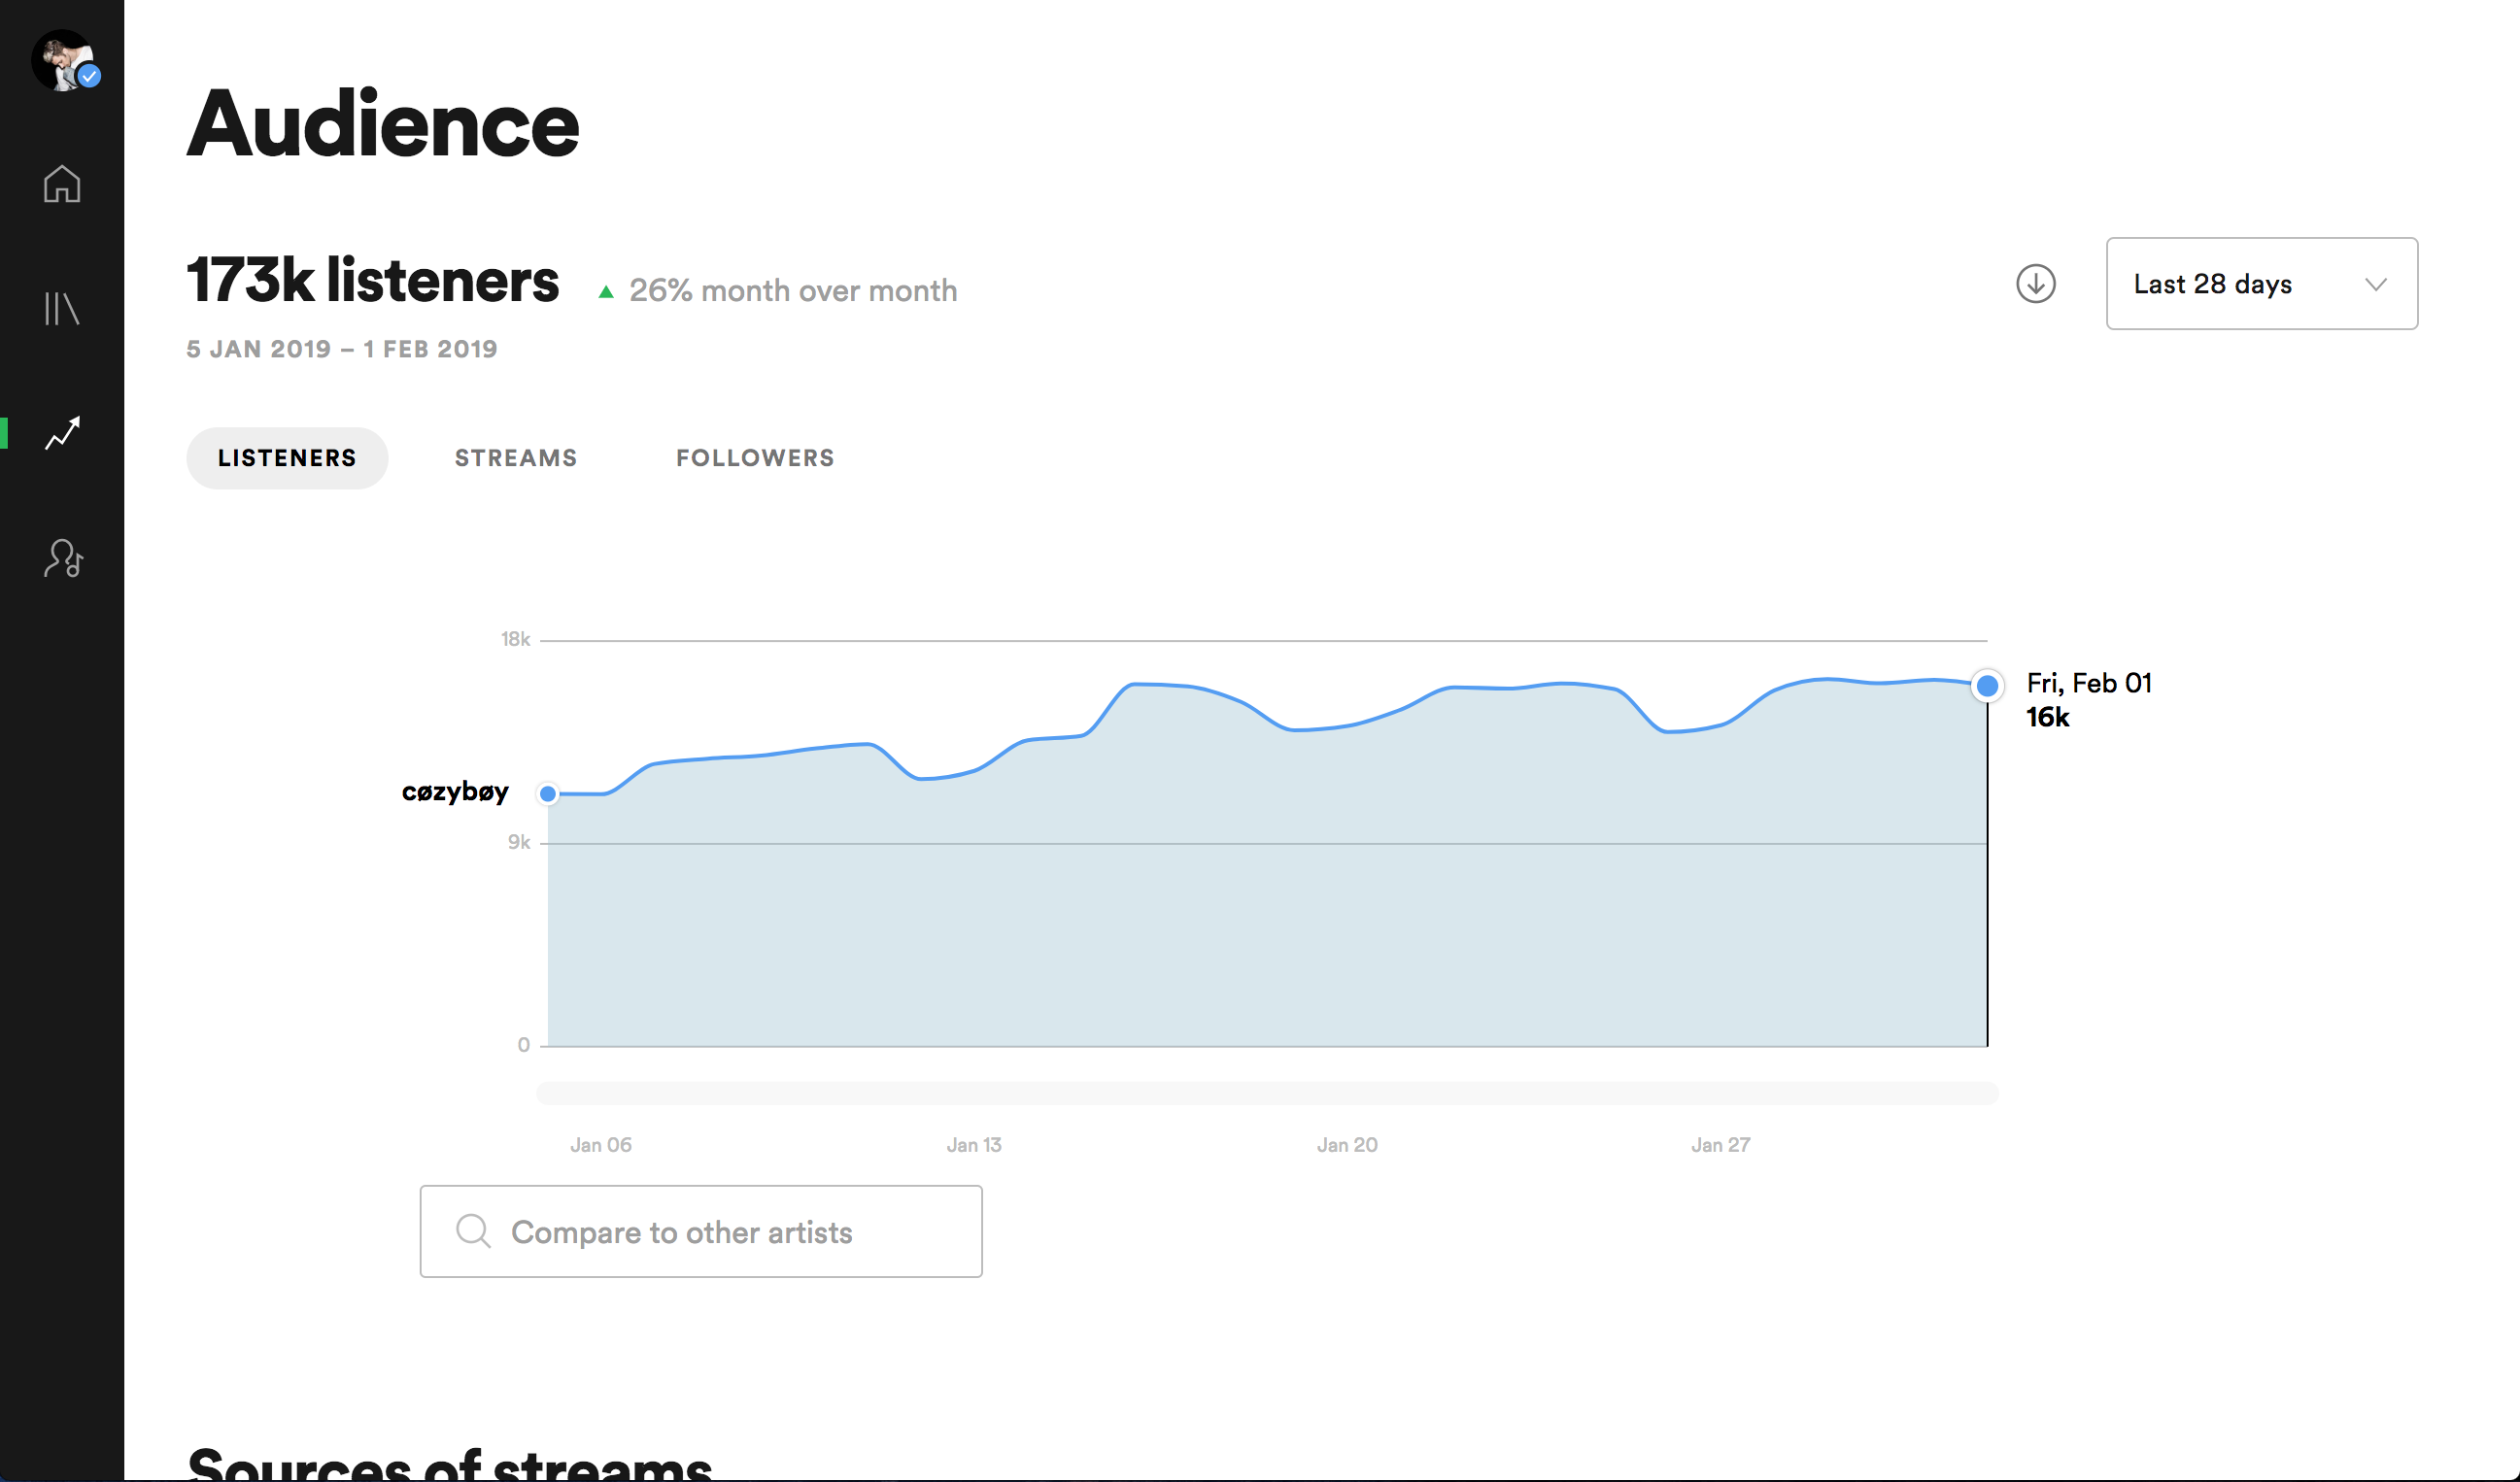 Audience
173k listeners
26% month over month
5 JAN 2019 – 1 FEB 2019
Last 28 days
LISTENERS
STREAMS
FOLLOWERS
18k
Fri, Feb 01
16k
cøzybøy
9k
0
Jan 06
Jan 13
Jan 20
Jan 27
Compare to other artists
Sources of streams